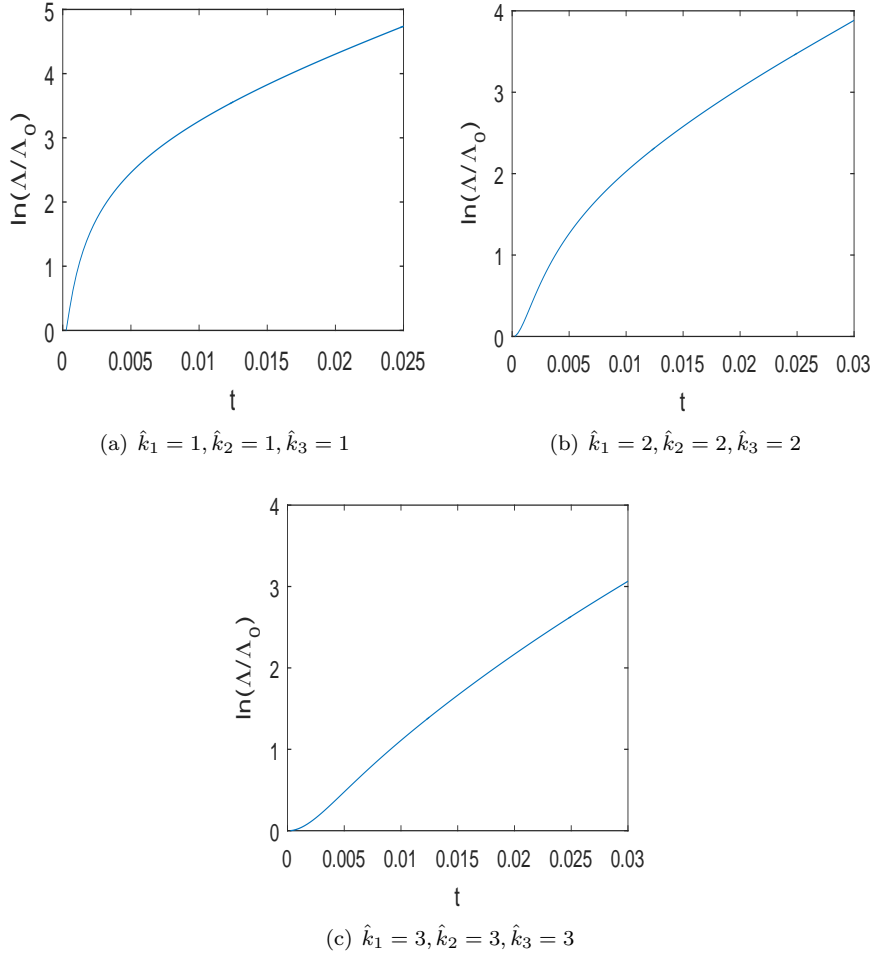 5
4
3
2
1
0
ln(Λ/Λ₀)
0 0.005 0.01 0.015 0.02 0.025
t
(a) k̂₁ = 1, k̂₂ = 1, k̂₃ = 1
4
3
2
1
0
ln(Λ/Λ₀)
0 0.005 0.01 0.015 0.02 0.025 0.03
t
(b) k̂₁ = 2, k̂₂ = 2, k̂₃ = 2
4
3
2
1
0
ln(Λ/Λ₀)
0 0.005 0.01 0.015 0.02 0.025 0.03
t
(c) k̂₁ = 3, k̂₂ = 3, k̂₃ = 3